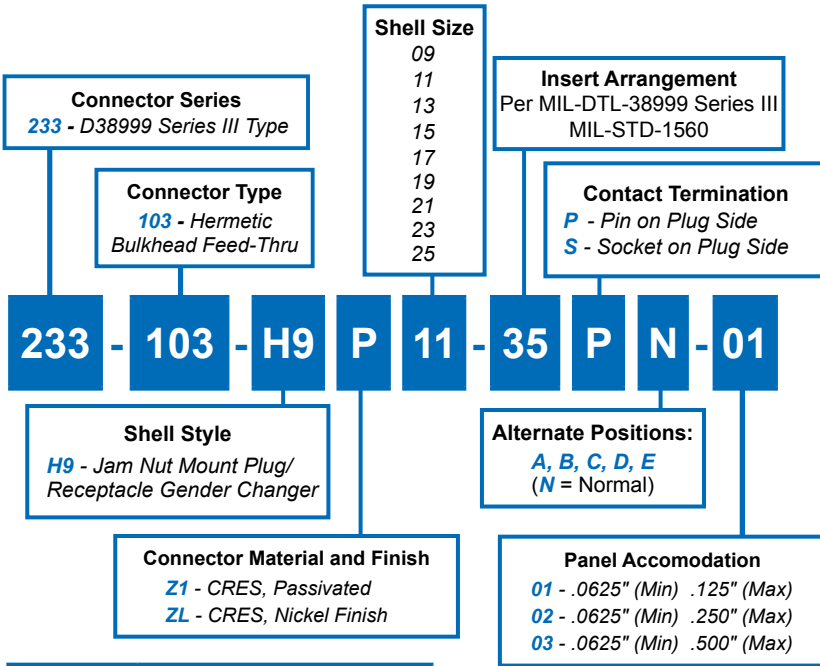 Shell Size
09
11
13
15
17
19
21
23
25
Insert Arrangement
Per MIL-DTL-38999 Series III
MIL-STD-1560
Connector Series
233 - D38999 Series III Type
Connector Type
103 - Hermetic
Bulkhead Feed-Thru
Contact Termination
P - Pin on Plug Side
S - Socket on Plug Side
233 - 103 - H9 P 11 - 35 P N - 01
Shell Style
H9 - Jam Nut Mount Plug/
Receptacle Gender Changer
Alternate Positions:
A, B, C, D, E
(N = Normal)
Connector Material and Finish
Z1 - CRES, Passivated
ZL - CRES, Nickel Finish
Panel Accomodation
01 - .0625" (Min) .125" (Max)
02 - .0625" (Min) .250" (Max)
03 - .0625" (Min) .500" (Max)